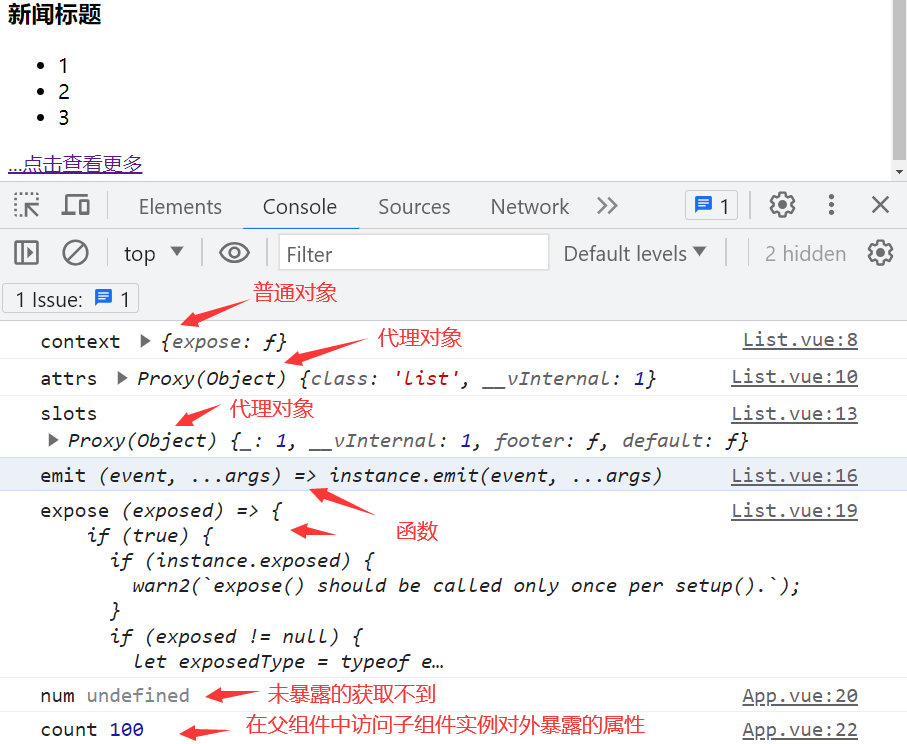 新闻标题
1
2
3
...点击查看更多
Elements Console Sources Network 1
top Filter Default levels 2 hidden
1 Issue: 1 普通对象
context {expose: ƒ} List.vue:8
代理对象
attrs Proxy(Object) {class: 'list', __vInternal: 1} List.vue:10
slots 代理对象 List.vue:13
Proxy(Object) {_: 1, __vInternal: 1, footer: ƒ, default: ƒ}
emit (event, ...args) => instance.emit(event, ...args) List.vue:16
expose (exposed) => { List.vue:19
if (true) { 函数
if (instance.exposed) {
warn2(`expose() should be called only once per setup().`);
}
if (exposed != null) {
let exposedType = typeof e…
num undefined 未暴露的获取不到 App.vue:20
count 100 在父组件中访问子组件实例对外暴露的属性 App.vue:22